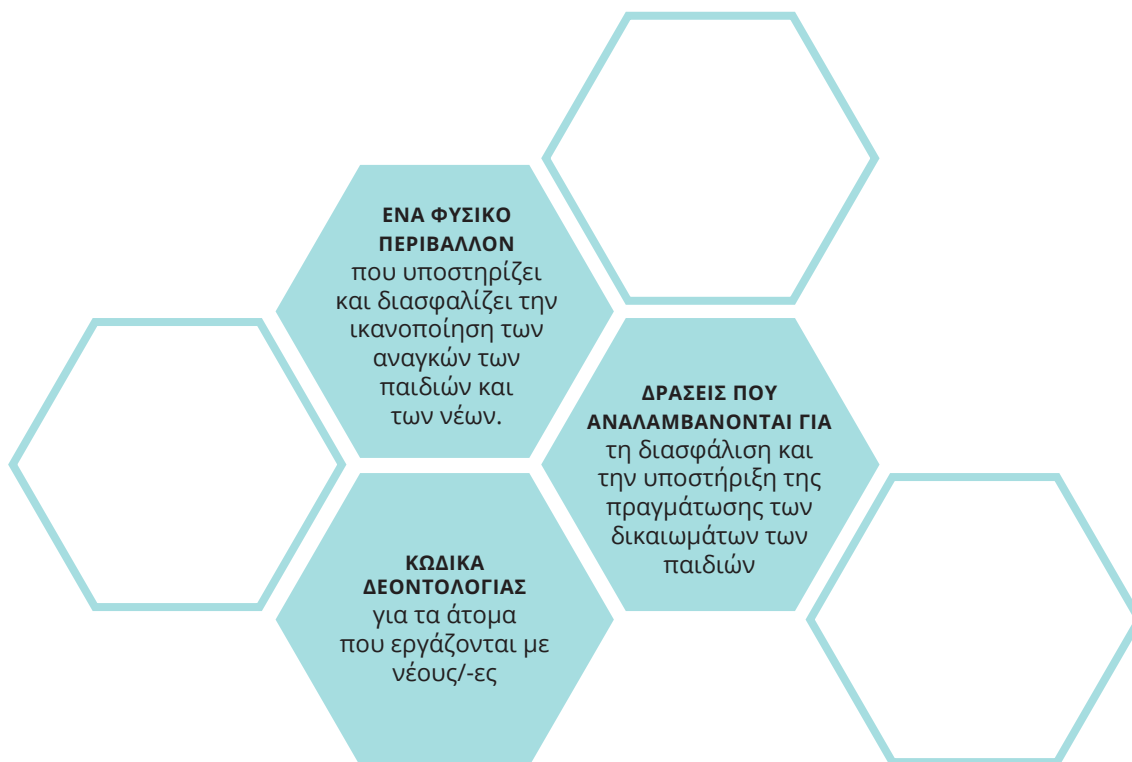 ΕΝΑ ΦΥΣΙΚΟ
ΠΕΡΙΒΑΛΛΟΝ
που υποστηρίζει
και διασφαλίζει την
ικανοποίηση των
αναγκών των
παιδιών και
των νέων.
ΔΡΑΣΕΙΣ ΠΟΥ
ΑΝΑΛΑΜΒΑΝΟΝΤΑΙ ΓΙΑ
τη διασφάλιση και
την υποστήριξη της
πραγμάτωσης των
δικαιωμάτων των
παιδιών
ΚΩΔΙΚΑ
ΔΕΟΝΤΟΛΟΓΙΑΣ
για τα άτομα
που εργάζονται με
νέους/-ες